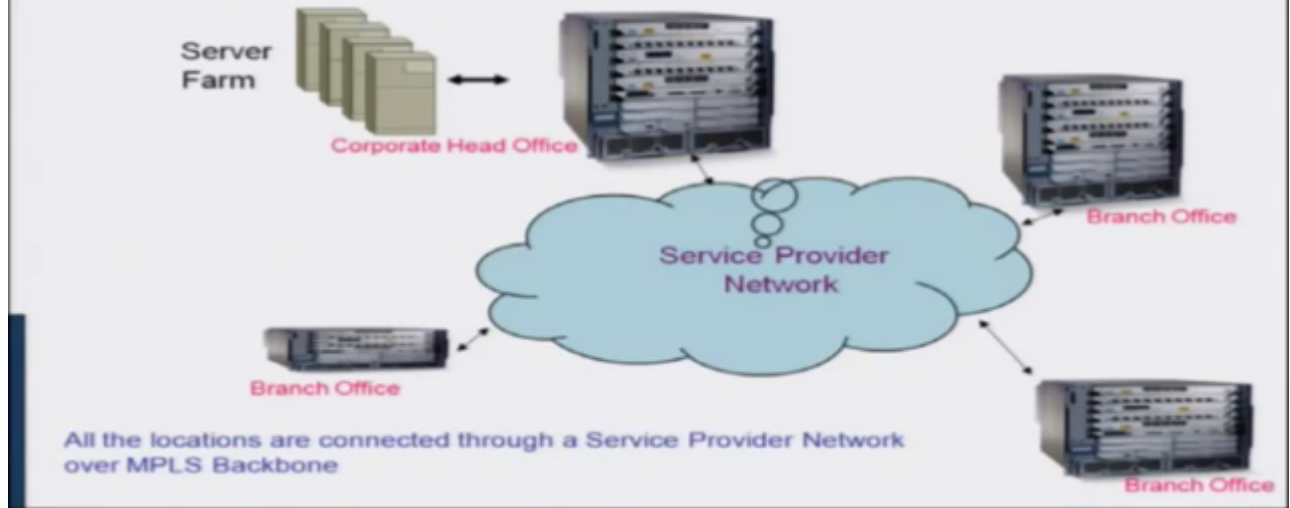 Server
Farm
Corporate Head Office
Branch Office
Service Provider
Network
Branch Office
All the locations are connected through a Service Provider Network
over MPLS Backbone
Branch Office